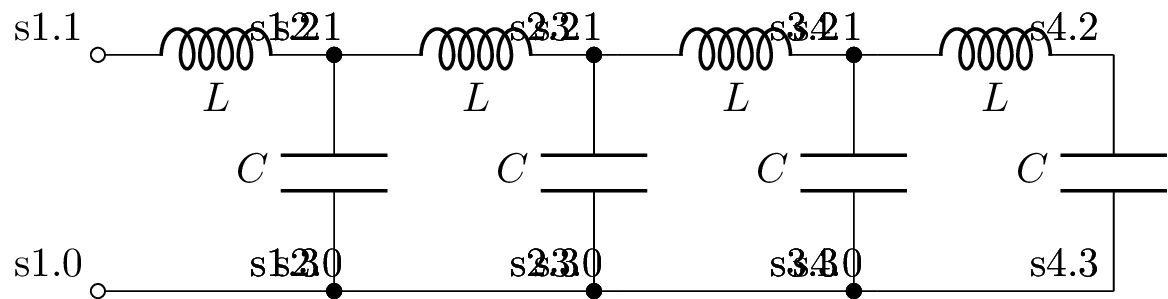 s1.1 s1.2 s2.1 s2.2 s3.1 s3.2 s4.1 s4.2
L L L L
C C C C
s1.0 s1.3 s2.0 s2.3 s3.0 s3.3 s4.0 s4.3